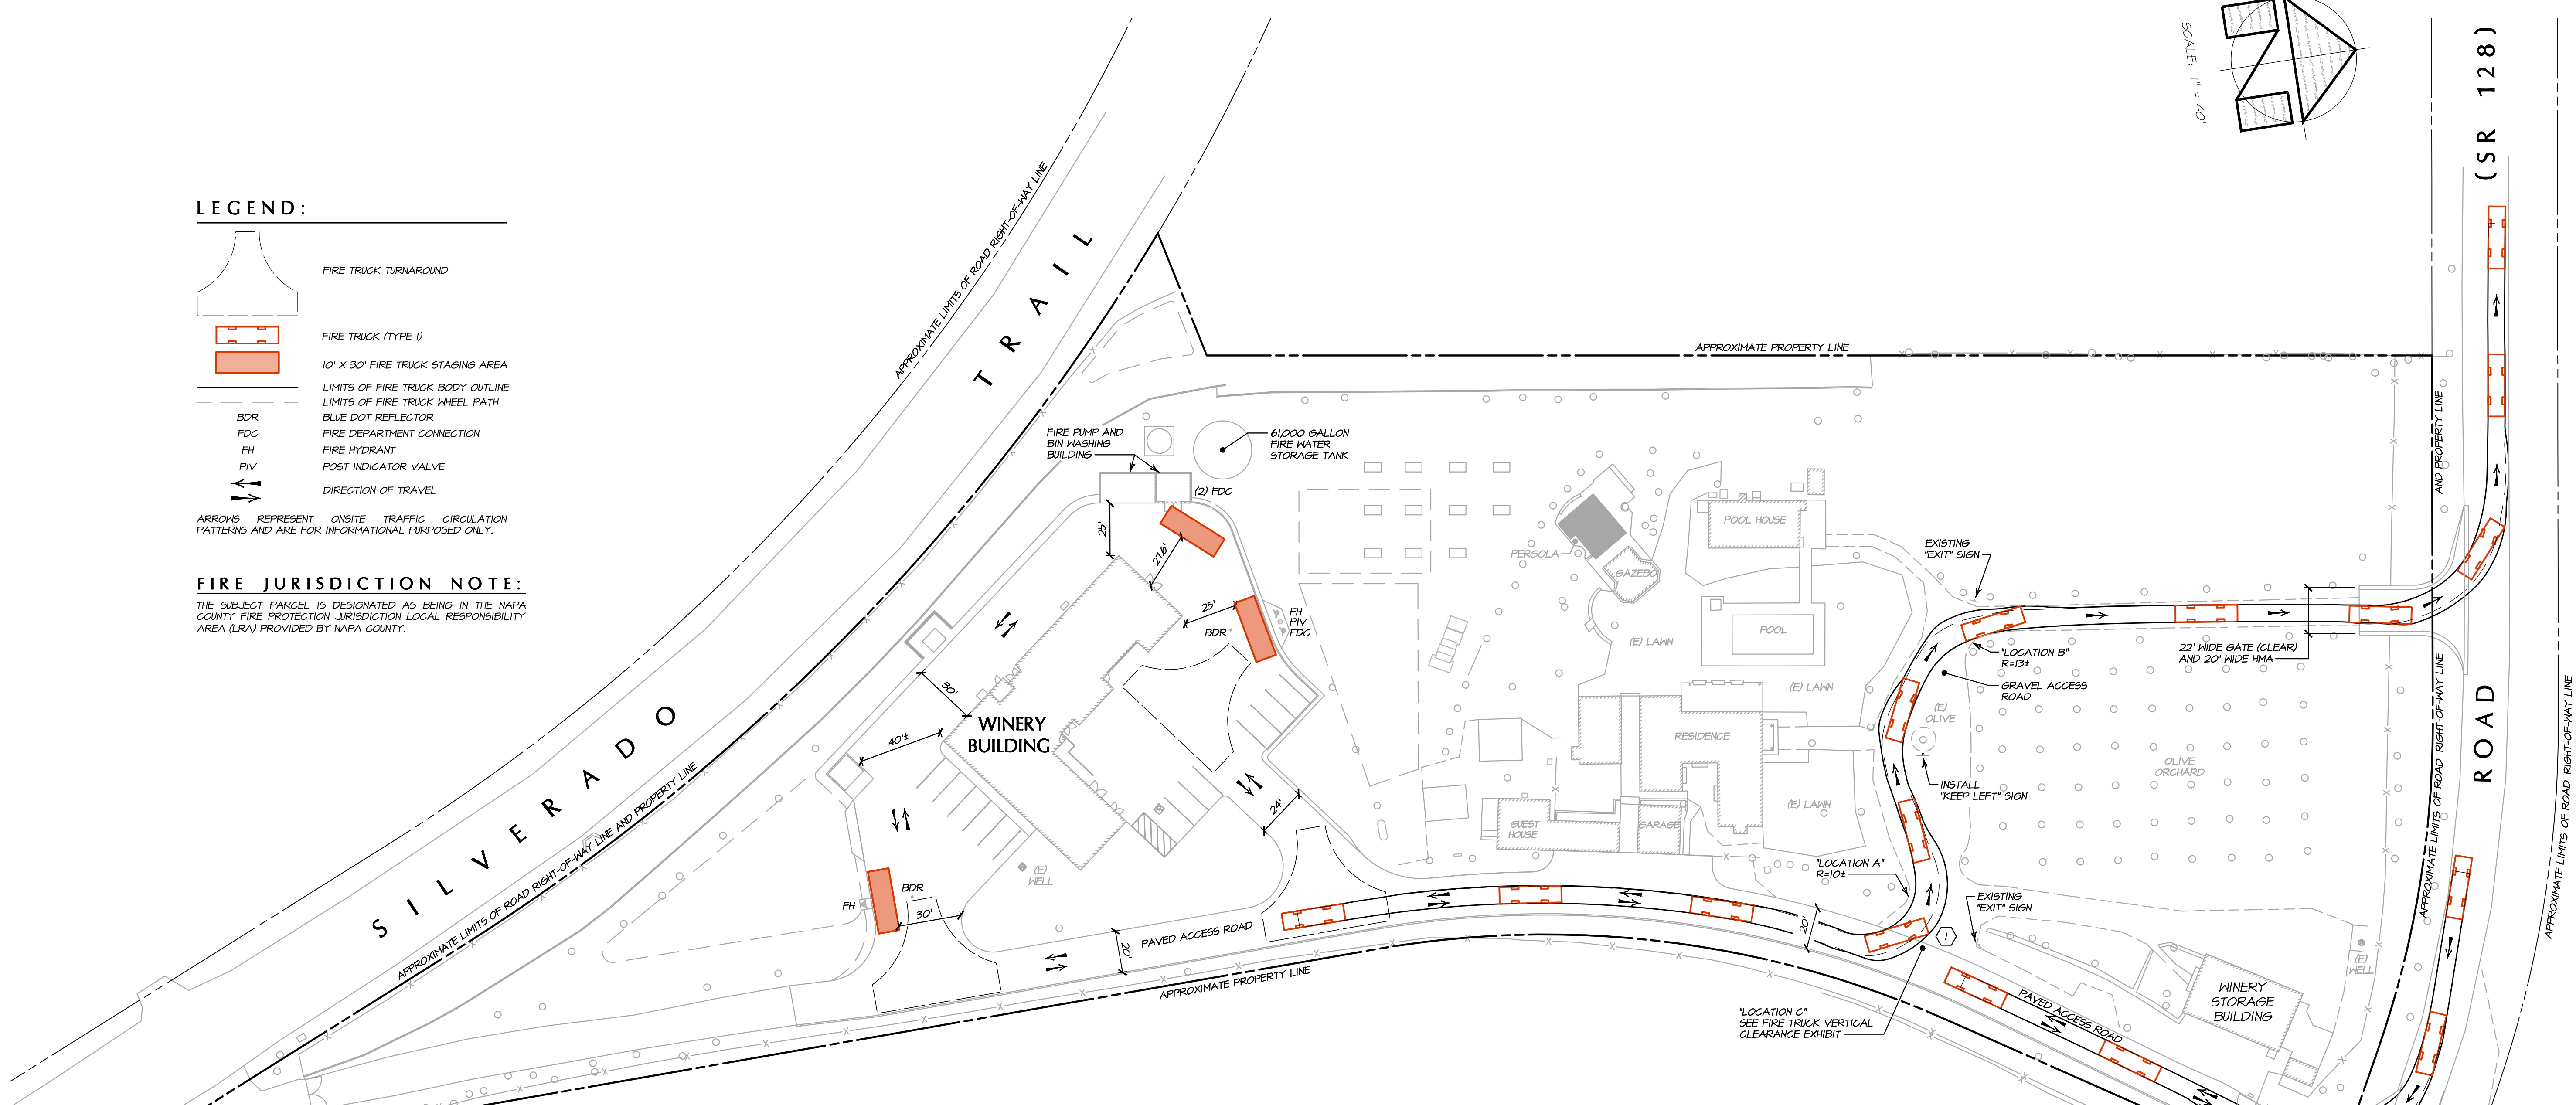 SCALE: 1" = 40'
(SR 128)
ROAD
SILVERADO
TRAIL
LEGEND:
FIRE TRUCK TURNAROUND
FIRE TRUCK (TYPE 1)
10' X 30' FIRE TRUCK STAGING AREA
LIMITS OF FIRE TRUCK BODY OUTLINE
LIMITS OF FIRE TRUCK WHEEL PATH
BDR BLUE DOT REFLECTOR
FDC FIRE DEPARTMENT CONNECTION
FH FIRE HYDRANT
PIV POST INDICATOR VALVE
DIRECTION OF TRAVEL
ARROWS REPRESENT ONSITE TRAFFIC CIRCULATION
PATTERNS AND ARE FOR INFORMATIONAL PURPOSED ONLY.
FIRE JURISDICTION NOTE:
THE SUBJECT PARCEL IS DESIGNATED AS BEING IN THE NAPA
COUNTY FIRE PROTECTION JURISDICTION LOCAL RESPONSIBILITY
AREA (LRA) PROVIDED BY NAPA COUNTY.
APPROXIMATE LIMITS OF ROAD RIGHT-OF-WAY LINE
APPROXIMATE LIMITS OF ROAD RIGHT-OF-WAY LINE AND PROPERTY LINE
APPROXIMATE PROPERTY LINE
FIRE PUMP AND
BIN WASHING
BUILDING
61,000 GALLON
FIRE WATER
STORAGE TANK
(2) FDC
25'
27.6'
25'
BDR
FH
PIV
FDC
30'
40'±
WINERY
BUILDING
24'
(E)
WELL
BDR
FH
30'
20'
PAVED ACCESS ROAD
APPROXIMATE PROPERTY LINE
PERGOLA
GAZEBO
POOL HOUSE
POOL
(E) LAWN
(E) LAWN
(E) LAWN
RESIDENCE
GUEST
HOUSE
GARAGE
EXISTING
"EXIT" SIGN
"LOCATION B"
R=13±
GRAVEL ACCESS
ROAD
(E)
OLIVE
INSTALL
"KEEP LEFT" SIGN
OLIVE
ORCHARD
22' WIDE GATE (CLEAR)
AND 20' WIDE HMA
"LOCATION A"
R=10±
20'
1
EXISTING
"EXIT" SIGN
"LOCATION C"
SEE FIRE TRUCK VERTICAL
CLEARANCE EXHIBIT
PAVED ACCESS ROAD
WINERY
STORAGE
BUILDING
(E)
WELL
APPROXIMATE LIMITS OF ROAD RIGHT-OF-WAY LINE
AND PROPERTY LINE
APPROXIMATE LIMITS OF ROAD RIGHT-OF-WAY LINE
APPROXIMATE LIMITS OF ROAD RIGHT-OF-WAY LINE